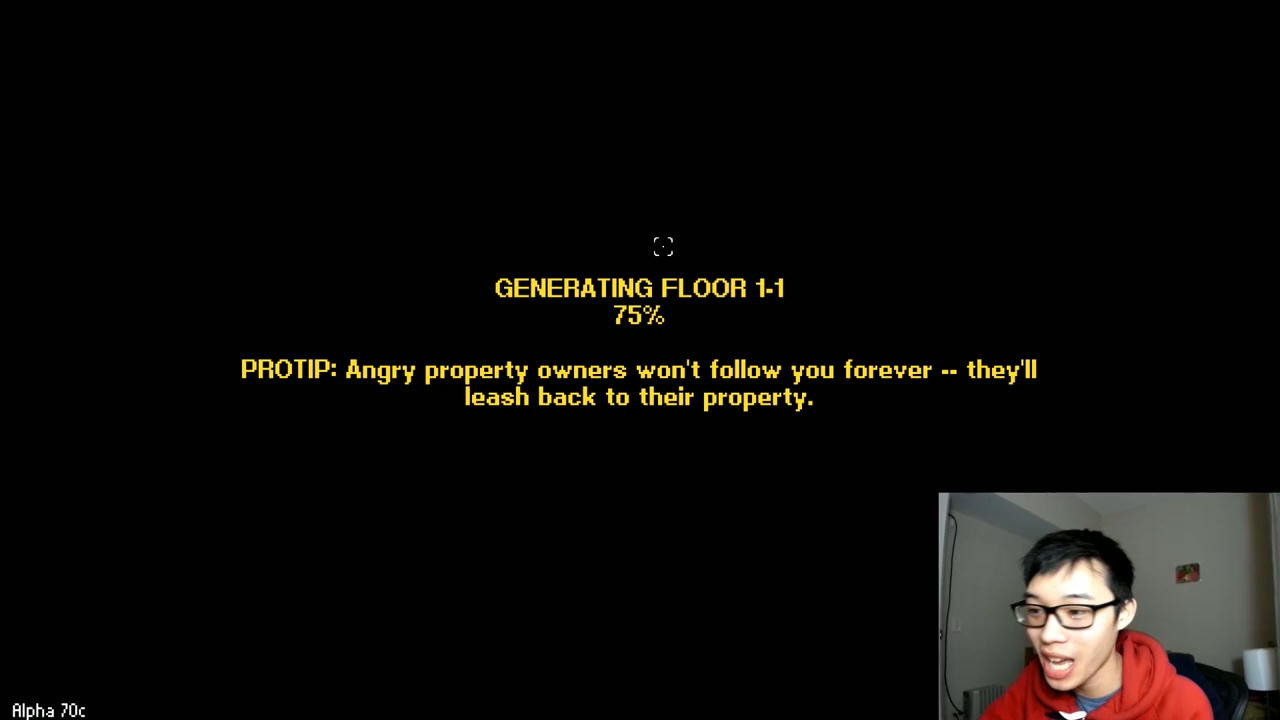 GENERATING FLOOR 1-1
75%
PROTIP: Angry property owners won't follow you forever -- they'll
leash back to their property.
Alpha 70c